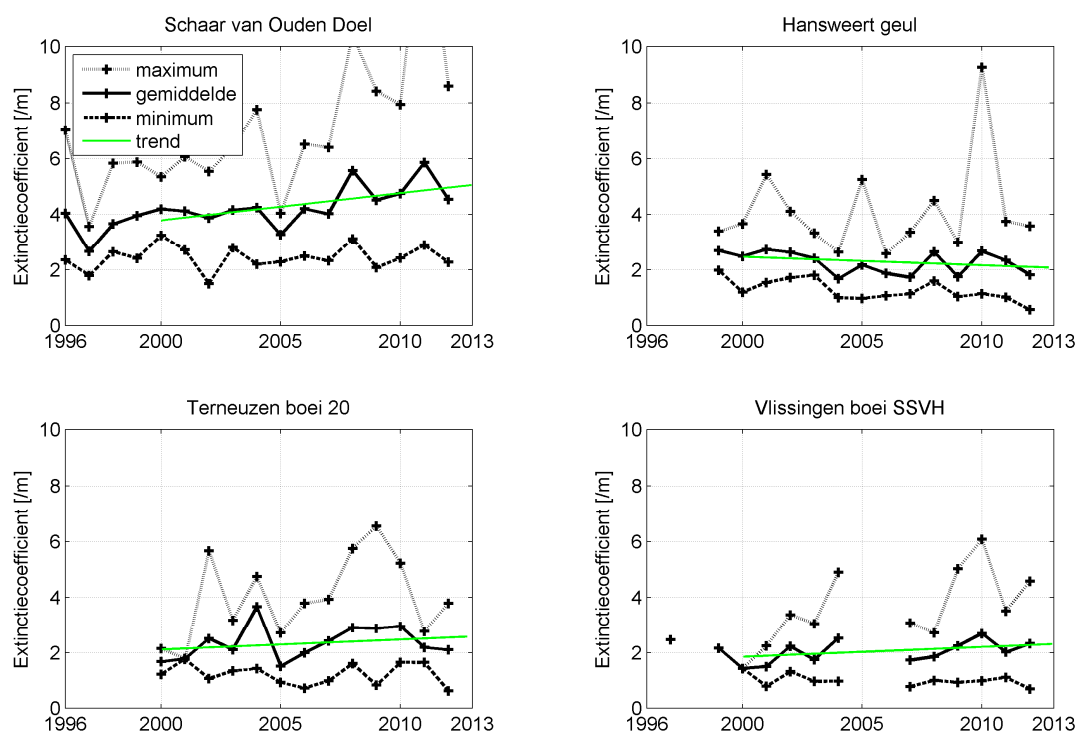 Schaar van Ouden Doel
Extinctiecoefficient [/m]
10
8
6
4
2
0
maximum
gemiddelde
minimum
trend
1996 2000 2005 2010 2013
Hansweert geul
Extinctiecoefficient [/m]
10
8
6
4
2
0
1996 2000 2005 2010 2013
Terneuzen boei 20
Extinctiecoefficient [/m]
10
8
6
4
2
0
1996 2000 2005 2010 2013
Vlissingen boei SSVH
Extinctiecoefficient [/m]
10
8
6
4
2
0
1996 2000 2005 2010 2013